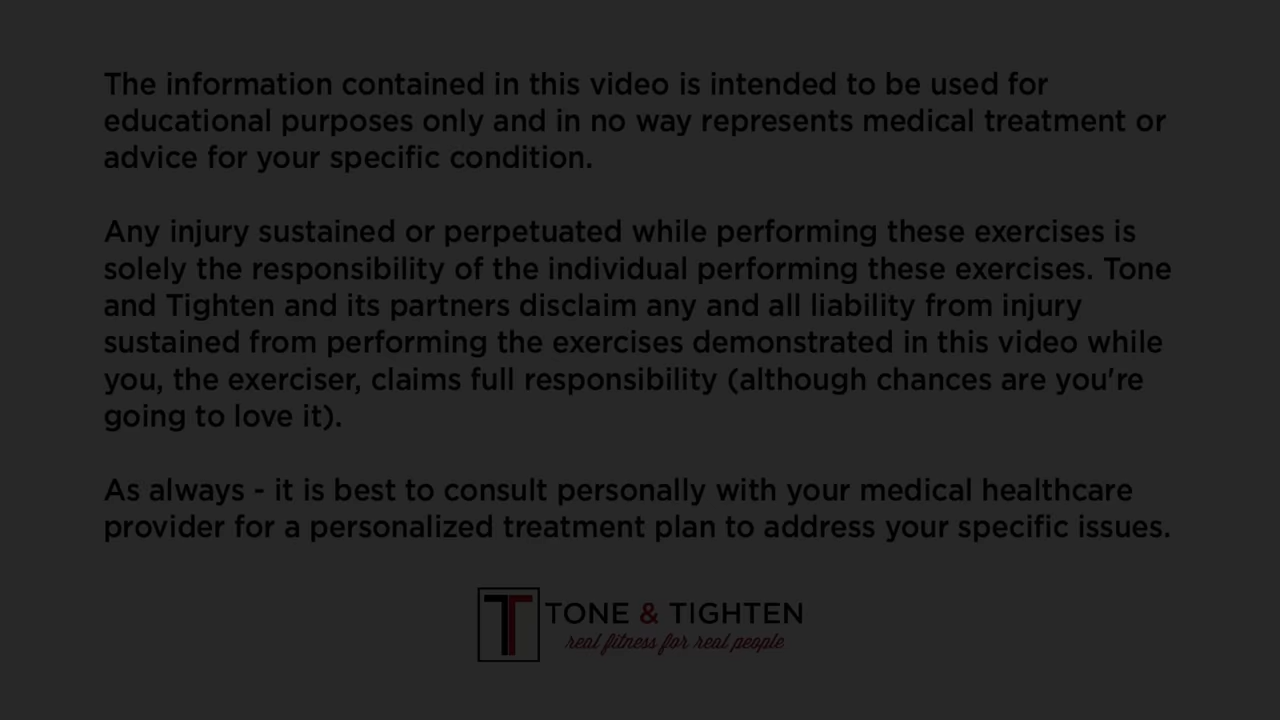 The information contained in this video is intended to be used for
educational purposes only and in no way represents medical treatment or
advice for your specific condition.
Any injury sustained or perpetuated while performing these exercises is
solely the responsibility of the individual performing these exercises. Tone
and Tighten and its partners disclaim any and all liability from injury
sustained from performing the exercises demonstrated in this video while
you, the exerciser, claims full responsibility (although chances are you're
going to love it).
As always - it is best to consult personally with your medical healthcare
provider for a personalized treatment plan to address your specific issues.
TT TONE & TIGHTEN
real fitness for real people